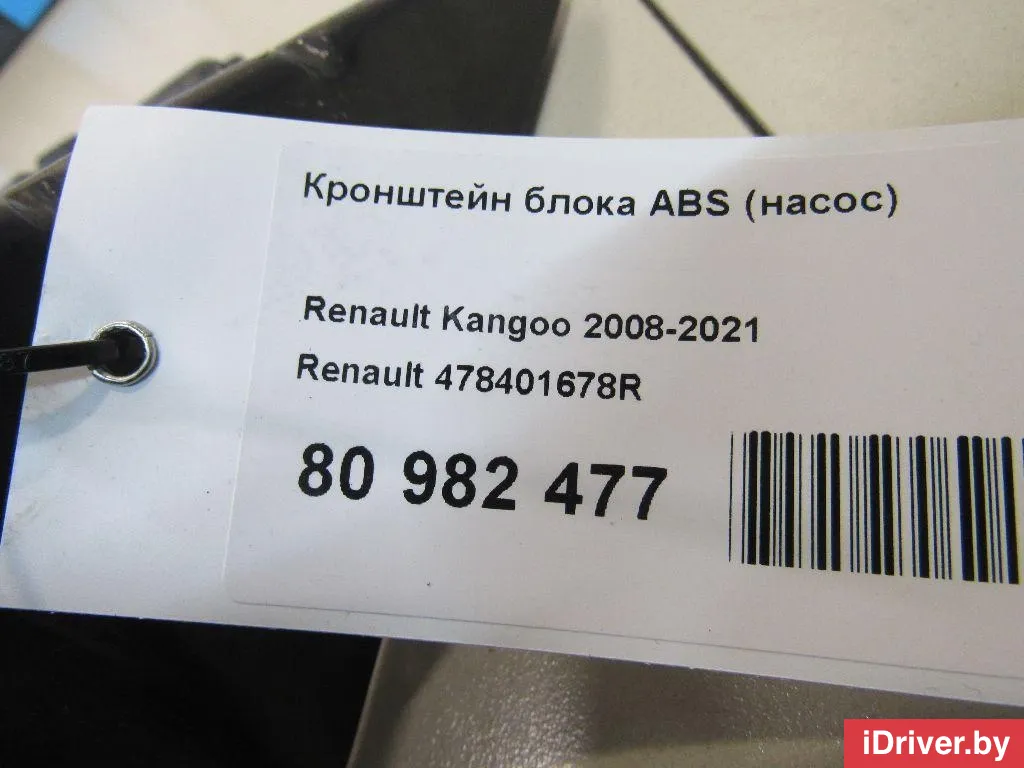 Кронштейн блока ABS (насос)
Renault Kangoo 2008-2021
Renault 478401678R
80 982 477
iDriver.by